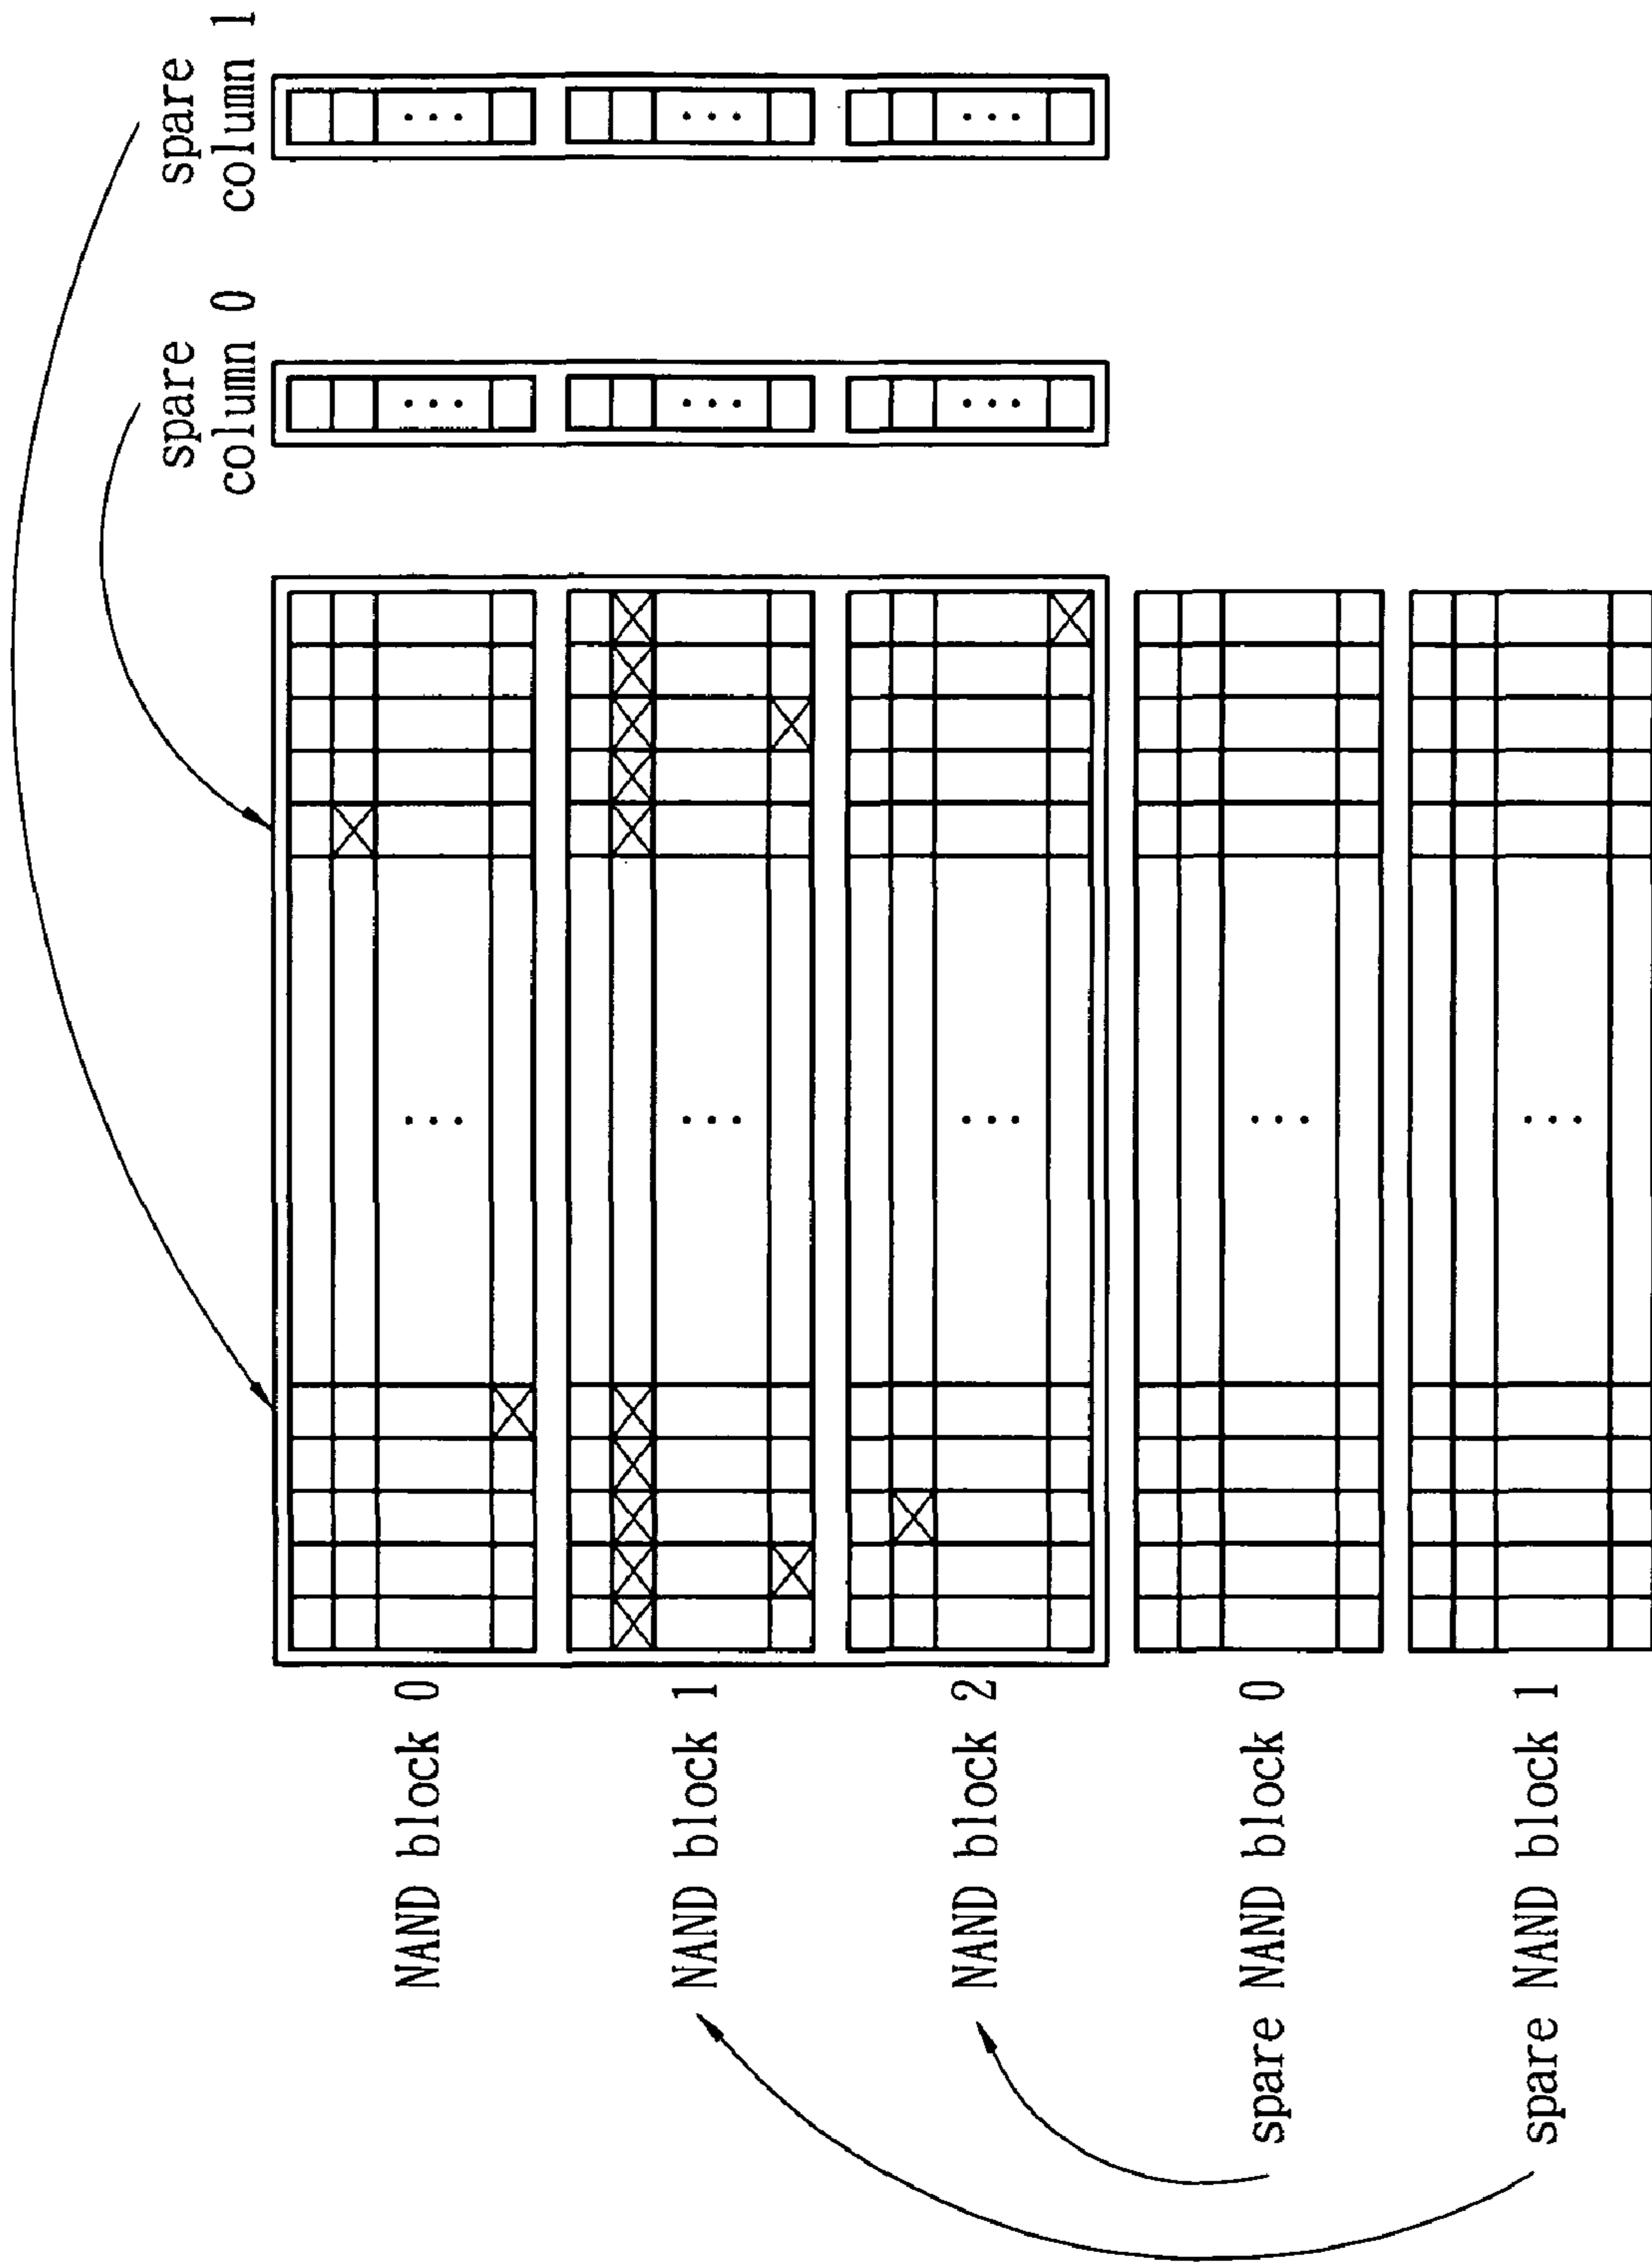 spare
column 0
spare
column 1
NAND block 0
NAND block 1
NAND block 2
spare NAND block 0
spare NAND block 1